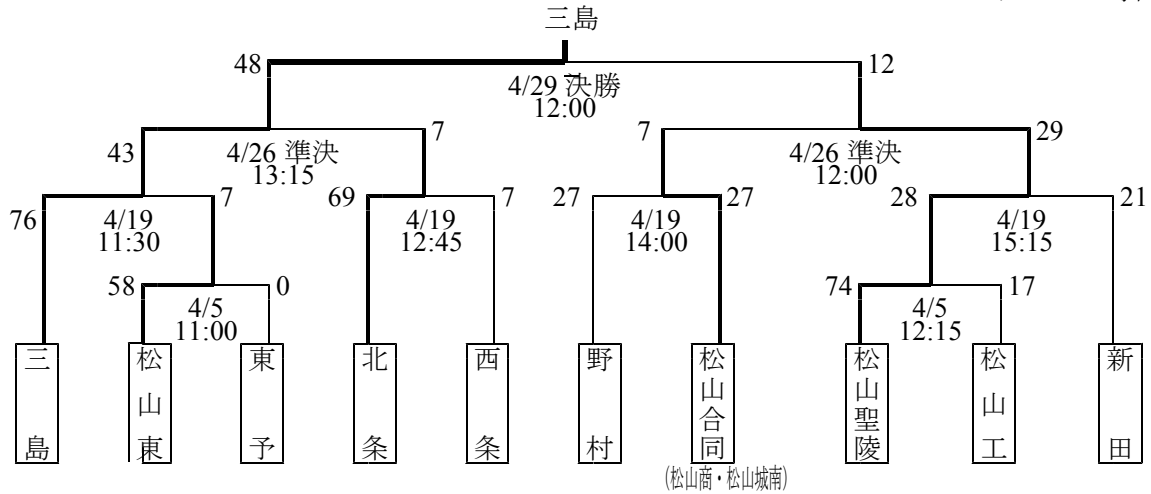 三島
48
12
4/29 決勝
12:00
43
7
7
29
4/26 準決
13:15
4/26 準決
12:00
76
7
69
7
27
27
28
21
4/19
11:30
4/19
12:45
4/19
14:00
4/19
15:15
58
0
74
17
4/5
11:00
4/5
12:15
三島
松山東
東予
北条
西条
野村
松山合同
松山聖陵
松山工
新田
(松山商・松山城南)